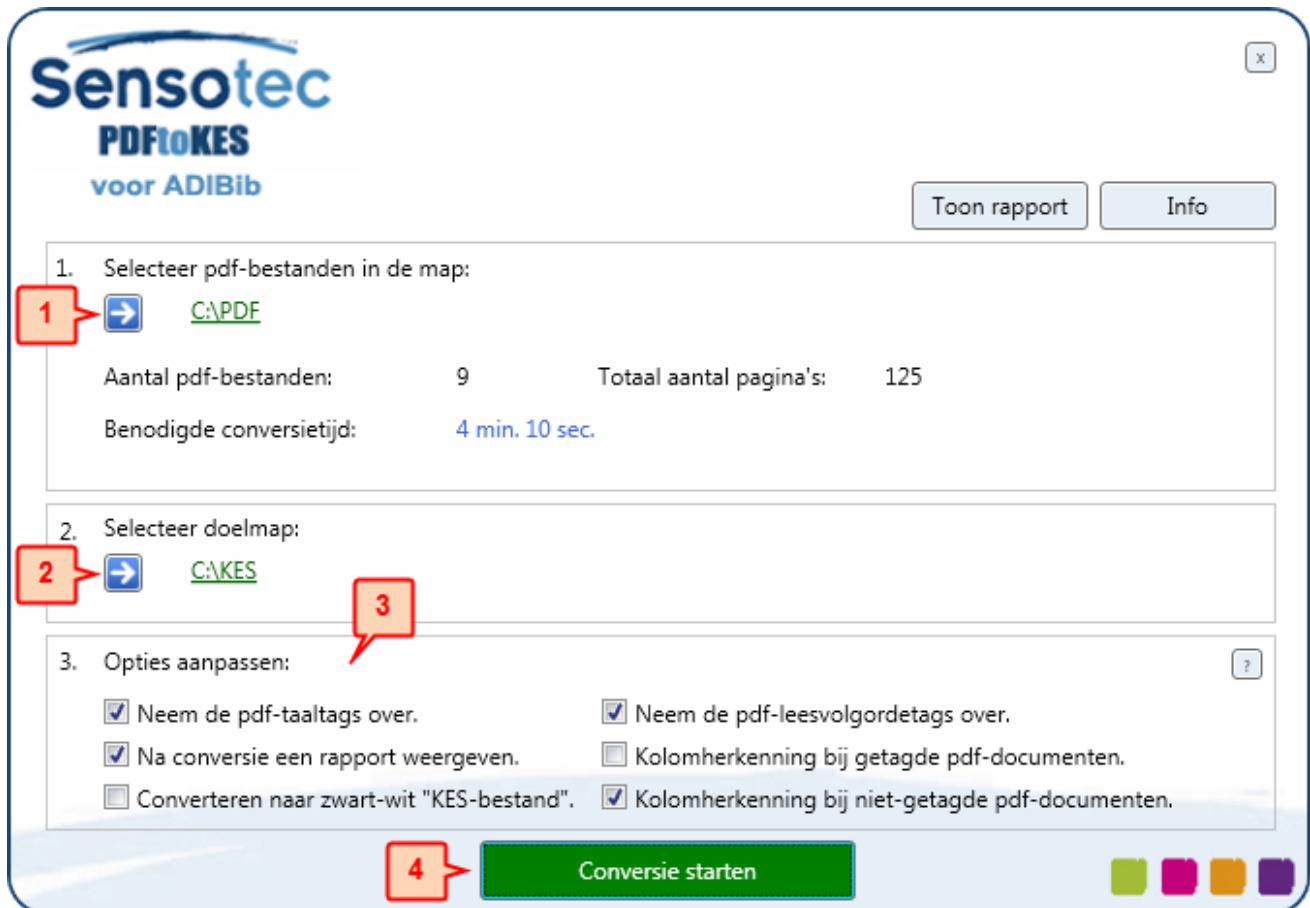 Sensotec
PDFtoKES
voor ADIBib
x
Toon rapport Info
1. Selecteer pdf-bestanden in de map:
1 C:\PDF
Aantal pdf-bestanden: 9 Totaal aantal pagina's: 125
Benodigde conversietijd: 4 min. 10 sec.
2. Selecteer doelmap:
2 C:\KES
3
3. Opties aanpassen: ?
Neem de pdf-taaltags over. Neem de pdf-leesvolgordetags over.
Na conversie een rapport weergeven. Kolomherkenning bij getagde pdf-documenten.
Converteren naar zwart-wit "KES-bestand". Kolomherkenning bij niet-getagde pdf-documenten.
4 Conversie starten